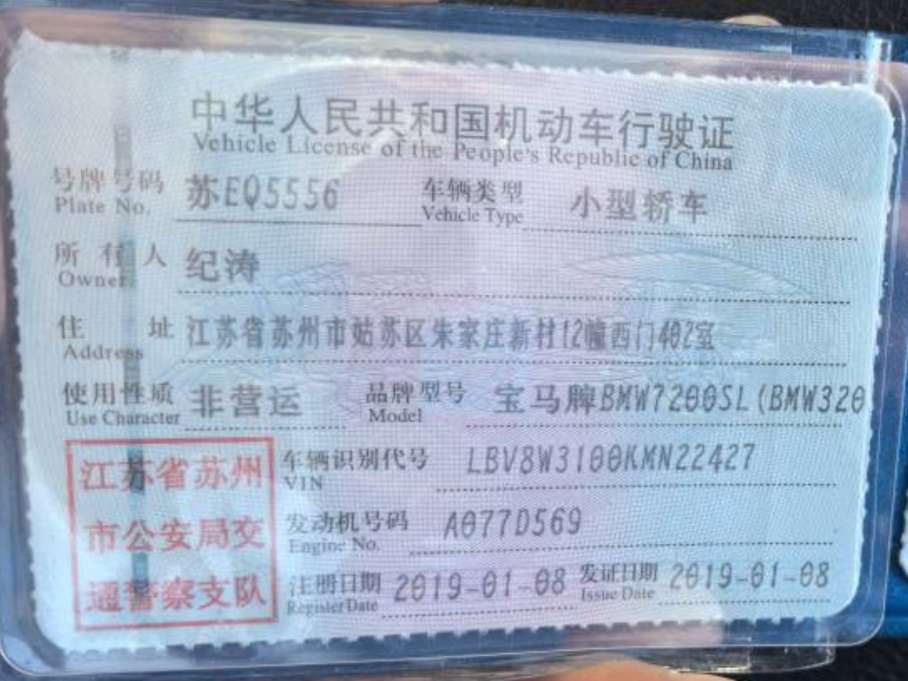 中华人民共和国机动车行驶证
Vehicle License of the People's Republic of China
号牌号码 苏EQ5556 车辆类型 小型轿车
Plate No. Vehicle Type
所有人 纪涛
Owner
住址 江苏省苏州市姑苏区朱家庄新村12幢西门402室
Address
使用性质 非营运 品牌型号 宝马牌BMW7200SL(BMW320
Use Character Model
车辆识别代号 LBV8W3100KMN22427
VIN
发动机号码 A077D569
Engine No.
注册日期 2019-01-08 发证日期 2019-01-08
Register Date Issue Date
江苏省苏州
市公安局交
通警察支队